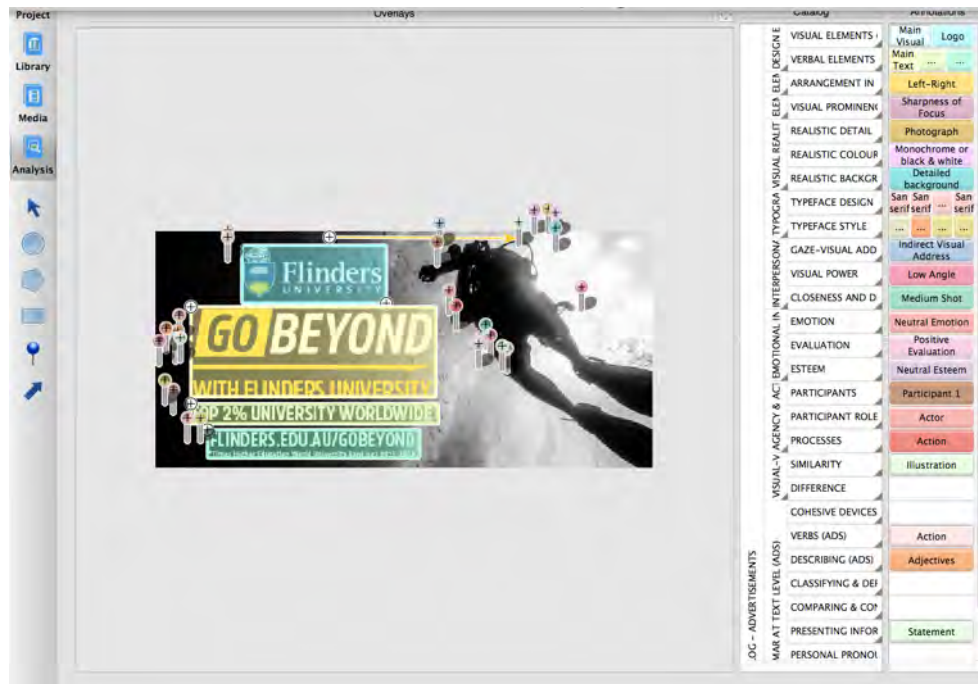 Project
Overlays
Catalog
Annotations
Library
Media
Analysis
Flinders
UNIVERSITY
GO BEYOND
WITH FLINDERS UNIVERSITY
TOP 2% UNIVERSITY WORLDWIDE
FLINDERS.EDU.AU/GOBEYOND
DESIGN E
VISUAL ELEMENTS
Main Visual
Logo
VERBAL ELEMENTS
Main Text
...
...
ELEM
ARRANGEMENT IN
Left-Right
ELEM
VISUAL PROMINEN
Sharpness of Focus
VISUAL REALIT
REALISTIC DETAIL
Photograph
REALISTIC COLOUR
Monochrome or black & white
REALISTIC BACKGR
Detailed background
TYPOGRA
TYPEFACE DESIGN
San serif
San serif
...
San serif
TYPEFACE STYLE
...
...
...
...
INTERPERSON
GAZE-VISUAL ADD
Indirect Visual Address
VISUAL POWER
Low Angle
CLOSENESS AND D
Medium Shot
EMOTIONAL IN
EMOTION
Neutral Emotion
EVALUATION
Positive Evaluation
ESTEEM
Neutral Esteem
AGENCY & ACT
PARTICIPANTS
Participant 1
PARTICIPANT ROLE
Actor
PROCESSES
Action
VISUAL-V
SIMILARITY
Illustration
DIFFERENCE
COHESIVE DEVICES
OG - ADVERTISEMENTS
MAR AT TEXT LEVEL (ADS)
VERBS (ADS)
Action
DESCRIBING (ADS)
Adjectives
CLASSIFYING & DEF
COMPARING & CO
PRESENTING INFOR
Statement
PERSONAL PRONOU